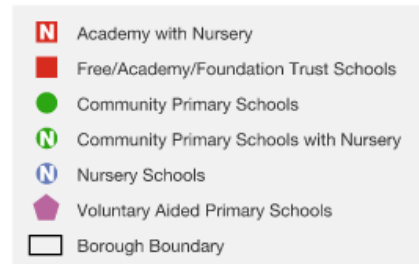 N Academy with Nursery
Free/Academy/Foundation Trust Schools
Community Primary Schools
N Community Primary Schools with Nursery
N Nursery Schools
Voluntary Aided Primary Schools
Borough Boundary